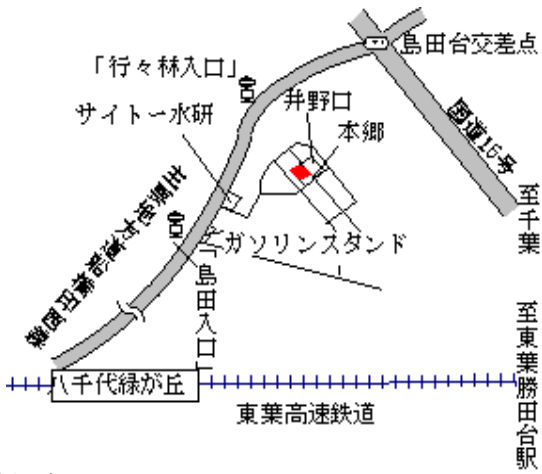 島田台交差点
「行々林入口」
井野口
サイトー水研
本郷
国道16号
至千葉
ガソリンスタンド
「島田入口」
至東葉勝田台駅
八千代緑が丘
東葉高速鉄道